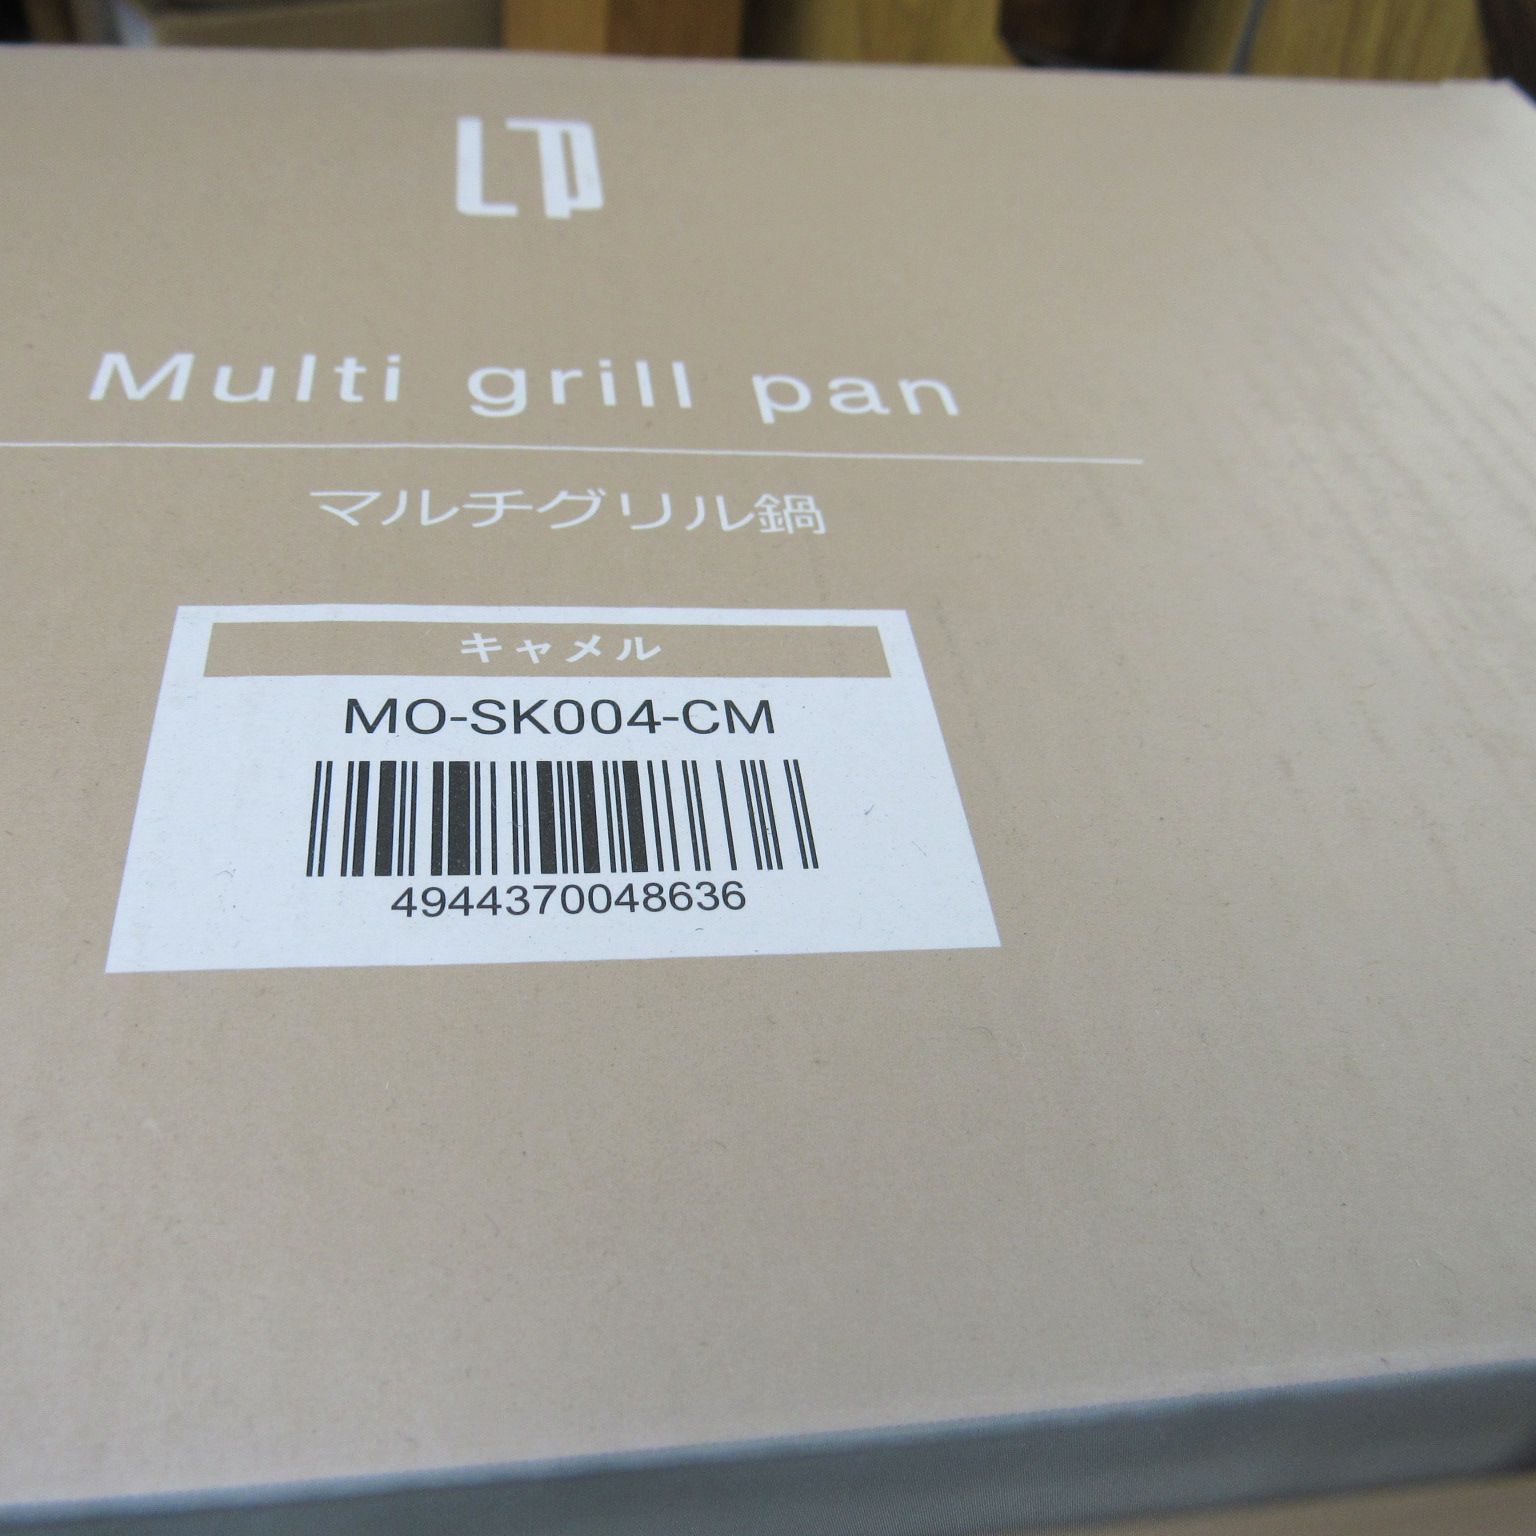 LTP
Multi grill pan
マルチグリル鍋
キャメル
MO-SK004-CM
4944370048636